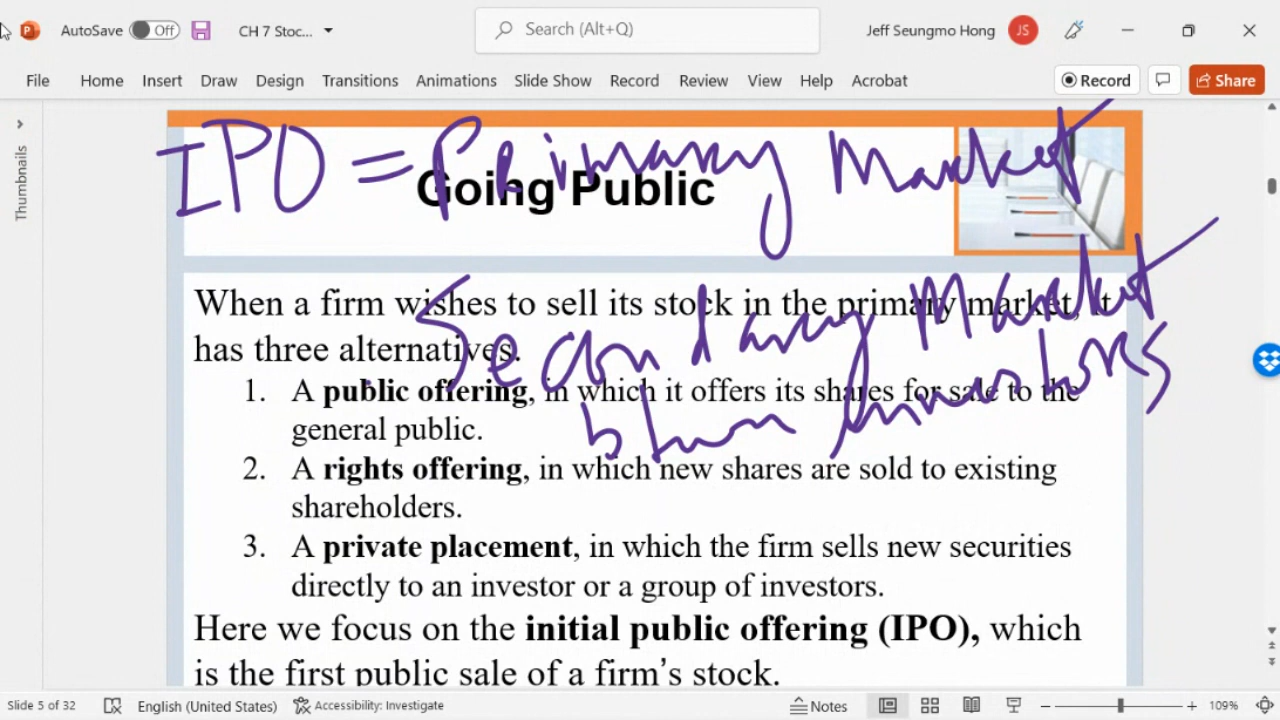 AutoSave Off CH 7 Stoc... Search (Alt+Q) Jeff Seungmo Hong JS
File Home Insert Draw Design Transitions Animations Slide Show Record Review View Help Acrobat Record Share
Thumbnails
IPO = Primary Market
Going Public
Secondary Market
btwn investors
When a firm wishes to sell its stock in the primary market, it
has three alternatives.
1. A public offering, in which it offers its shares for sale to the
general public.
2. A rights offering, in which new shares are sold to existing
shareholders.
3. A private placement, in which the firm sells new securities
directly to an investor or a group of investors.
Here we focus on the initial public offering (IPO), which
is the first public sale of a firm's stock.
Slide 5 of 32 English (United States) Accessibility: Investigate Notes 109%